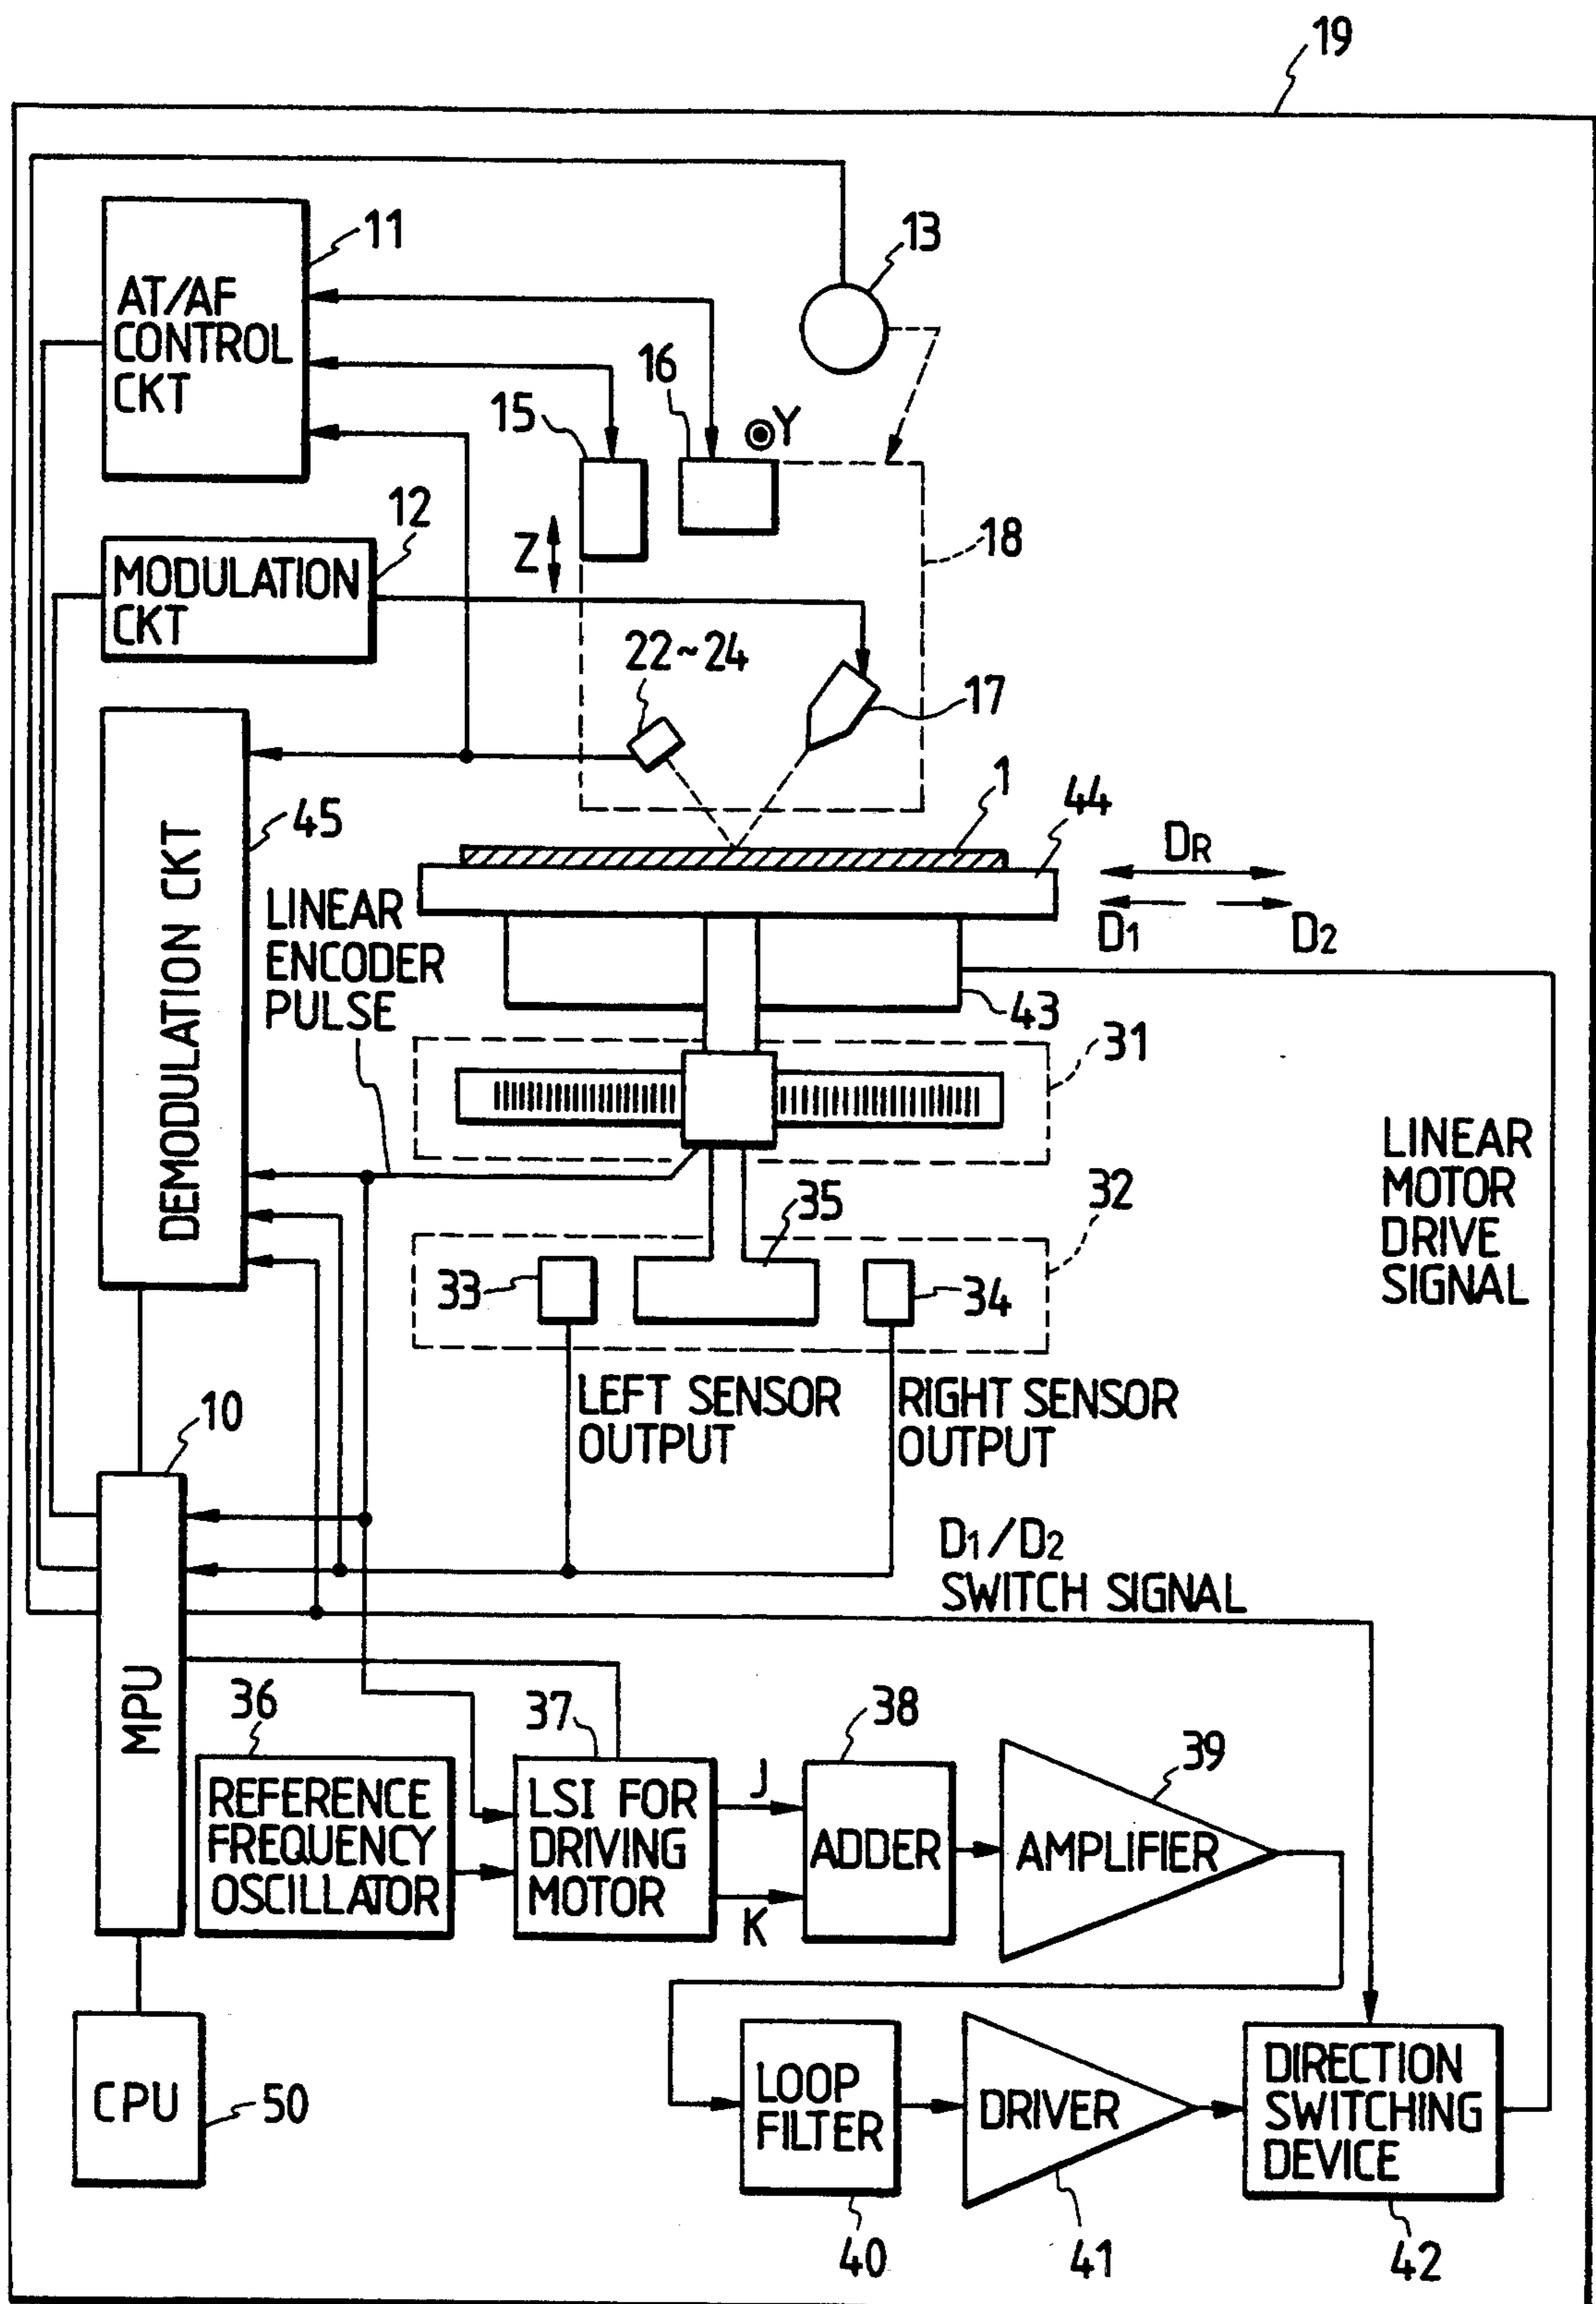 19
11
AT/AF
CONTROL
CKT
13
16
15
Y
12
Z
18
MODULATION
CKT
22~24
17
1
44
45
DR
D1
D2
DEMODULATION CKT
LINEAR
ENCODER
PULSE
43
31
LINEAR
MOTOR
DRIVE
SIGNAL
35
32
33
34
LEFT SENSOR
OUTPUT
RIGHT SENSOR
OUTPUT
10
D1/D2
SWITCH SIGNAL
MPU
36
37
38
39
REFERENCE
FREQUENCY
OSCILLATOR
LSI FOR
DRIVING
MOTOR
J
K
ADDER
AMPLIFIER
CPU
50
LOOP
FILTER
DRIVER
DIRECTION
SWITCHING
DEVICE
40
41
42